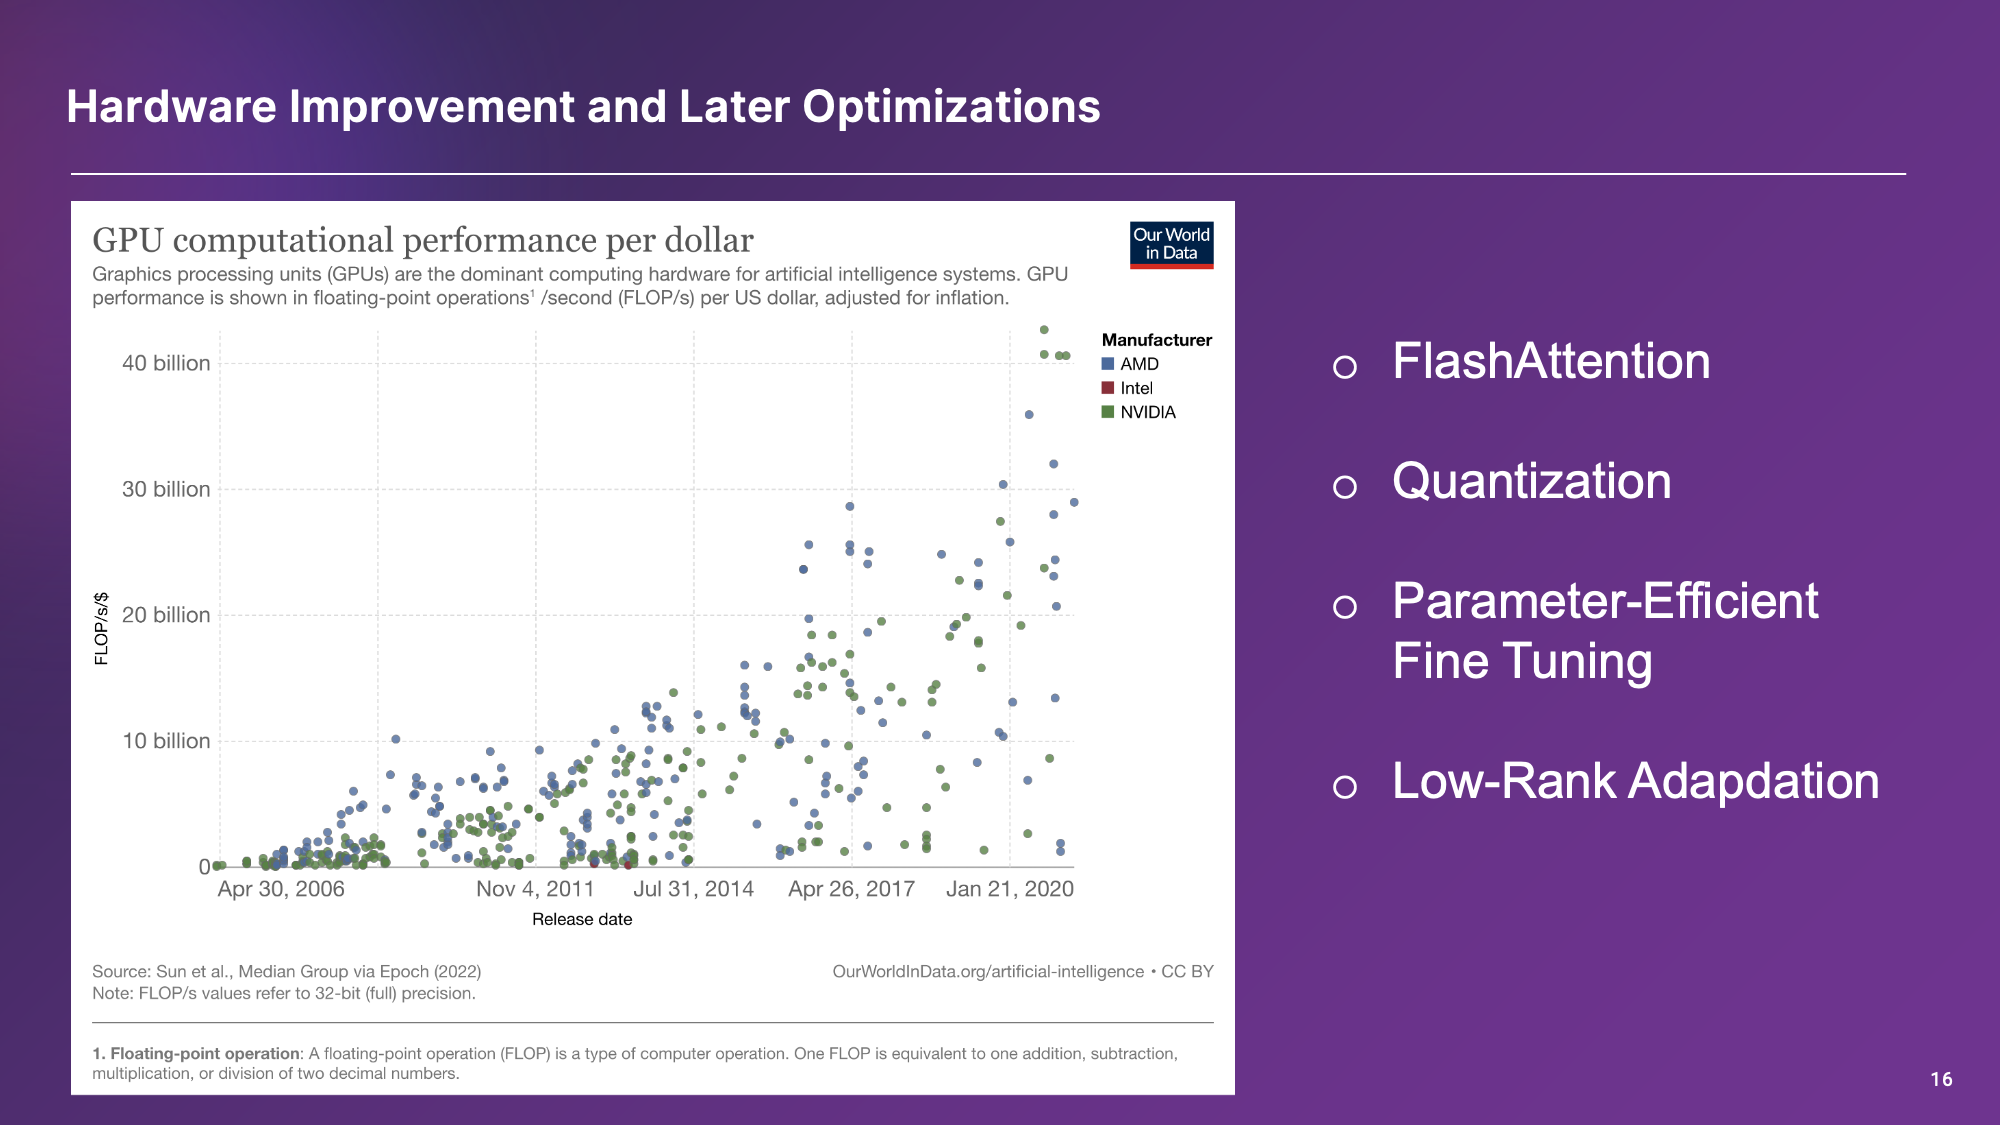 Hardware Improvement and Later Optimizations
GPU computational performance per dollar
Graphics processing units (GPUs) are the dominant computing hardware for artificial intelligence systems. GPU
performance is shown in floating-point operations¹ /second (FLOP/s) per US dollar, adjusted for inflation.
Our World
in Data
Manufacturer
AMD
Intel
NVIDIA
40 billion
30 billion
20 billion
10 billion
0
FLOP/s/$
Apr 30, 2006
Nov 4, 2011
Jul 31, 2014
Apr 26, 2017
Jan 21, 2020
Release date
Source: Sun et al., Median Group via Epoch (2022)
Note: FLOP/s values refer to 32-bit (full) precision.
OurWorldInData.org/artificial-intelligence • CC BY
1. Floating-point operation: A floating-point operation (FLOP) is a type of computer operation. One FLOP is equivalent to one addition, subtraction,
multiplication, or division of two decimal numbers.
FlashAttention
Quantization
Parameter-Efficient
Fine Tuning
Low-Rank Adapdation
16